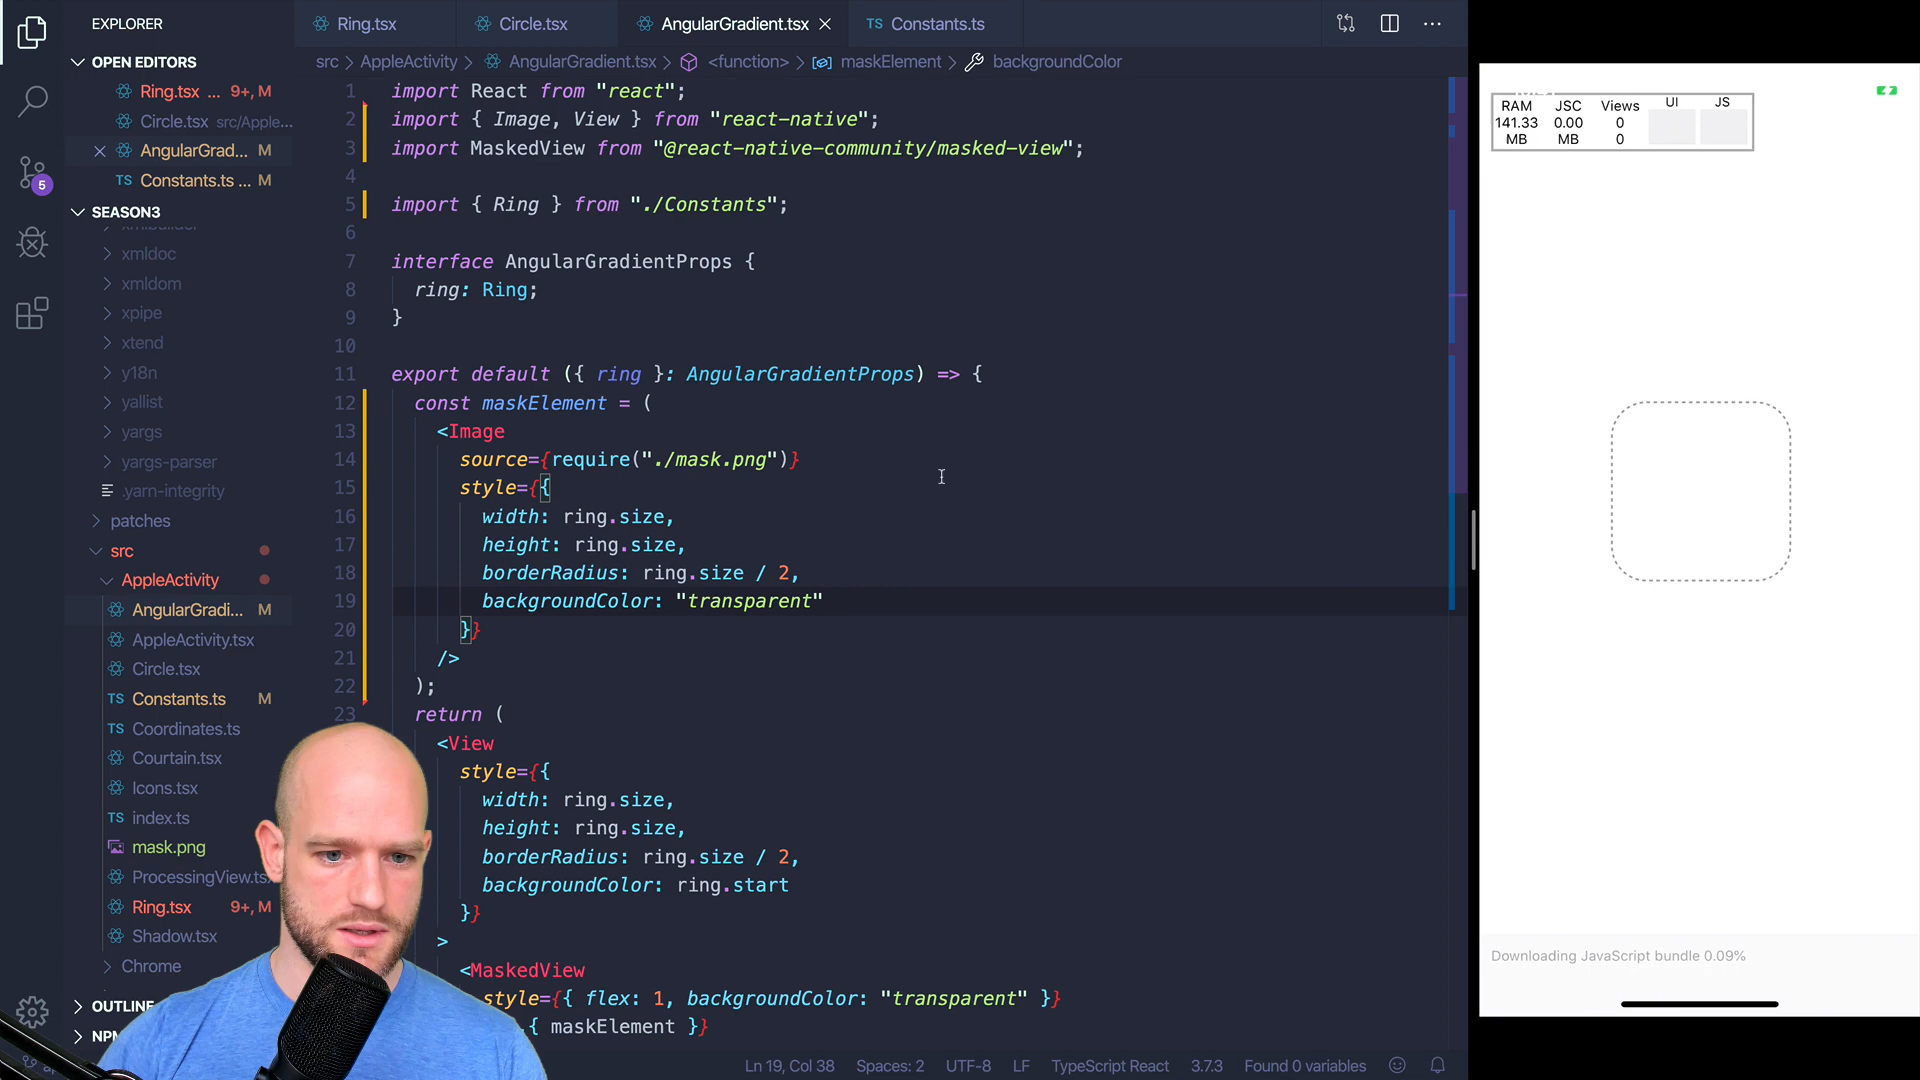 EXPLORER
Ring.tsx
Circle.tsx
AngularGradient.tsx
TS Constants.ts
OPEN EDITORS
src > AppleActivity > AngularGradient.tsx > <function> > maskElement > backgroundColor
Ring.tsx ... 9+, M
Circle.tsx src/Apple...
AngularGrad... M
TS Constants.ts ... M
SEASON3
xmldoc
xmldom
xpipe
xtend
y18n
yallist
yargs
yargs-parser
.yarn-integrity
patches
src
AppleActivity
AngularGradi... M
AppleActivity.tsx
Circle.tsx
TS Constants.ts M
TS Coordinates.ts
Courtain.tsx
Icons.tsx
TS index.ts
mask.png
ProcessingView.ts
Ring.tsx 9+, M
Shadow.tsx
Chrome
OUTLINE
5
1 import React from "react";
2 import { Image, View } from "react-native";
3 import MaskedView from "@react-native-community/masked-view";
4
5 import { Ring } from "./Constants";
6
7 interface AngularGradientProps {
8 ring: Ring;
9 }
10
11 export default ({ ring }: AngularGradientProps) => {
12 const maskElement = (
13 <Image
14 source={require("./mask.png")}
15 style={{
16 width: ring.size,
17 height: ring.size,
18 borderRadius: ring.size / 2,
19 backgroundColor: "transparent"
20 }}
21 />
22 );
23 return (
<View
style={{
width: ring.size,
height: ring.size,
borderRadius: ring.size / 2,
backgroundColor: ring.start
}}
>
<MaskedView
style={{ flex: 1, backgroundColor: "transparent" }}
{ maskElement }}
Ln 19, Col 38 Spaces: 2 UTF-8 LF TypeScript React 3.7.3 Found 0 variables
RAM JSC Views UI JS
141.33 0.00 0
MB MB 0
Downloading JavaScript bundle 0.09%